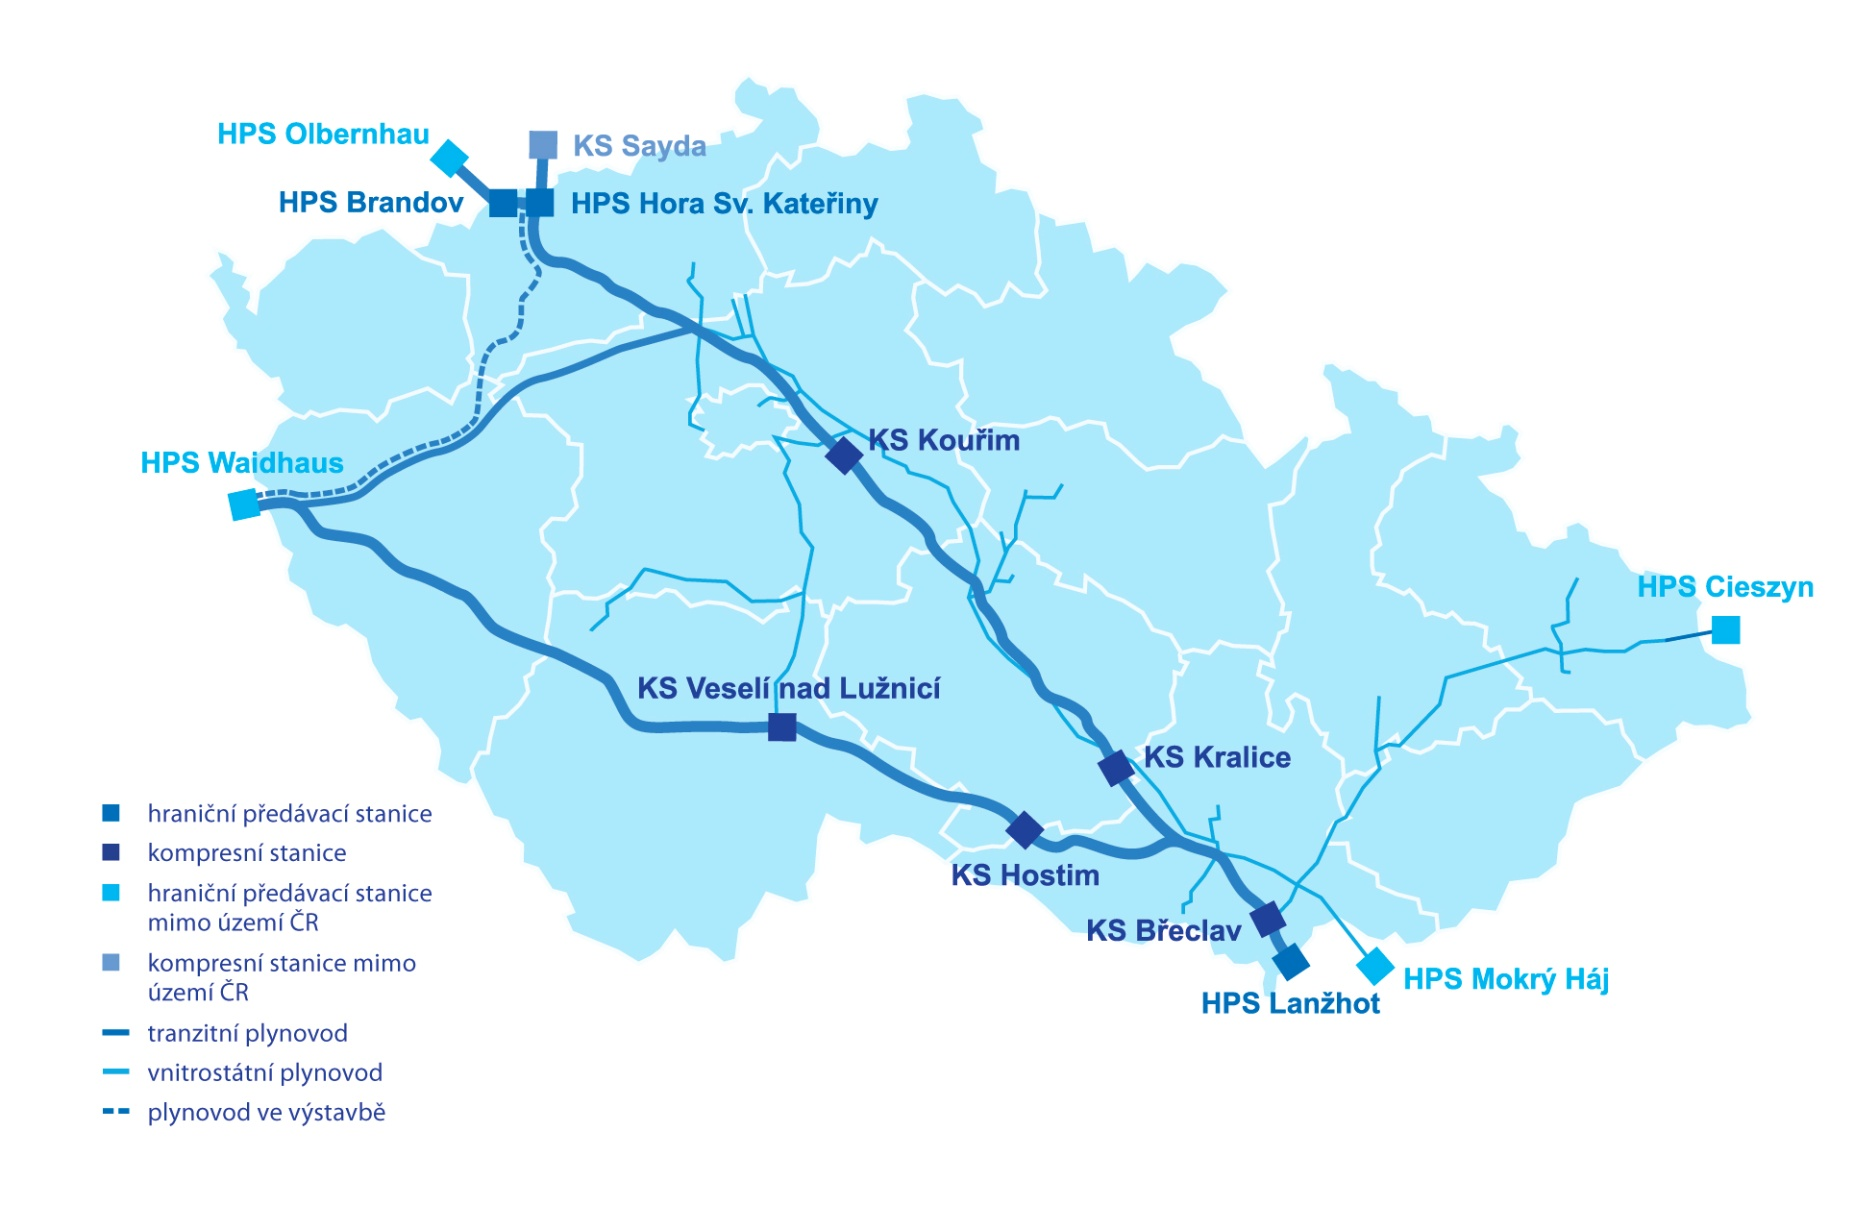 HPS Olbernhau
KS Sayda
HPS Brandov
HPS Hora Sv. Kateřiny
KS Kouřim
HPS Waidhaus
HPS Cieszyn
KS Veselí nad Lužnicí
KS Kralice
KS Hostim
KS Břeclav
HPS Mokrý Háj
HPS Lanžhot
hraniční předávací stanice
kompresní stanice
hraniční předávací stanice
mimo území ČR
kompresní stanice mimo
území ČR
tranzitní plynovod
vnitrostátní plynovod
plynovod ve výstavbě